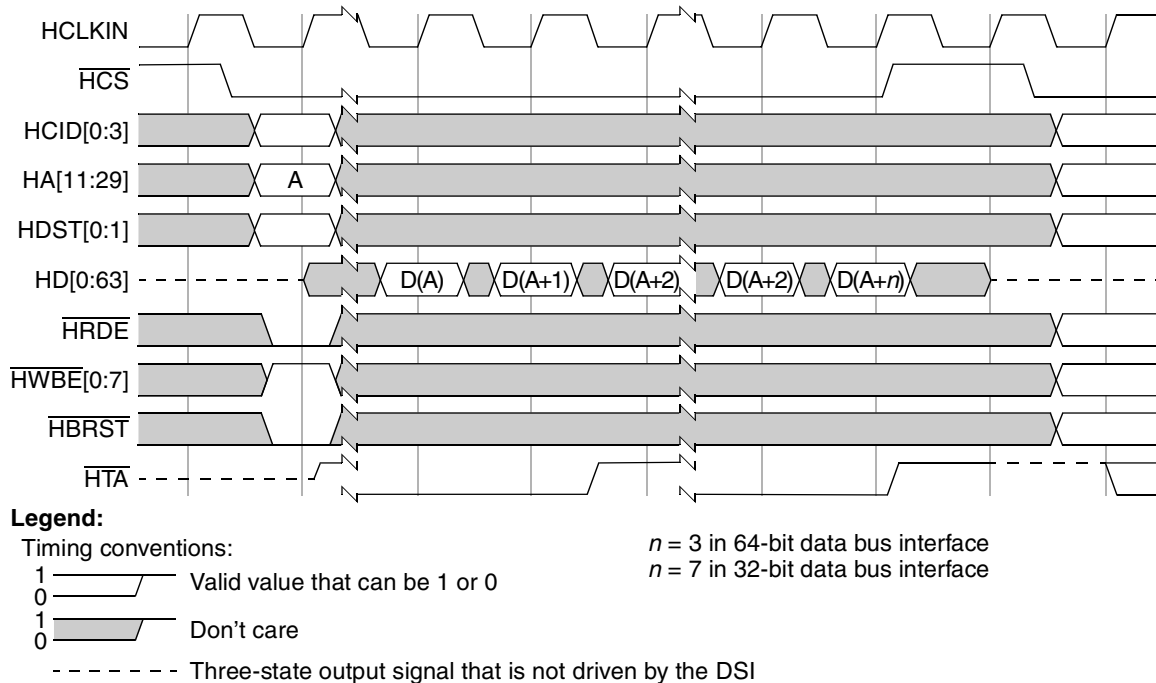 HCLKIN
HCS
HCID[0:3]
HA[11:29] A
HDST[0:1]
HD[0:63] D(A) D(A+1) D(A+2) D(A+2) D(A+n)
HRDE
HWBE[0:7]
HBRST
HTA
Legend:
Timing conventions:
n = 3 in 64-bit data bus interface
n = 7 in 32-bit data bus interface
1
0
Valid value that can be 1 or 0
1
0
Don't care
Three-state output signal that is not driven by the DSI